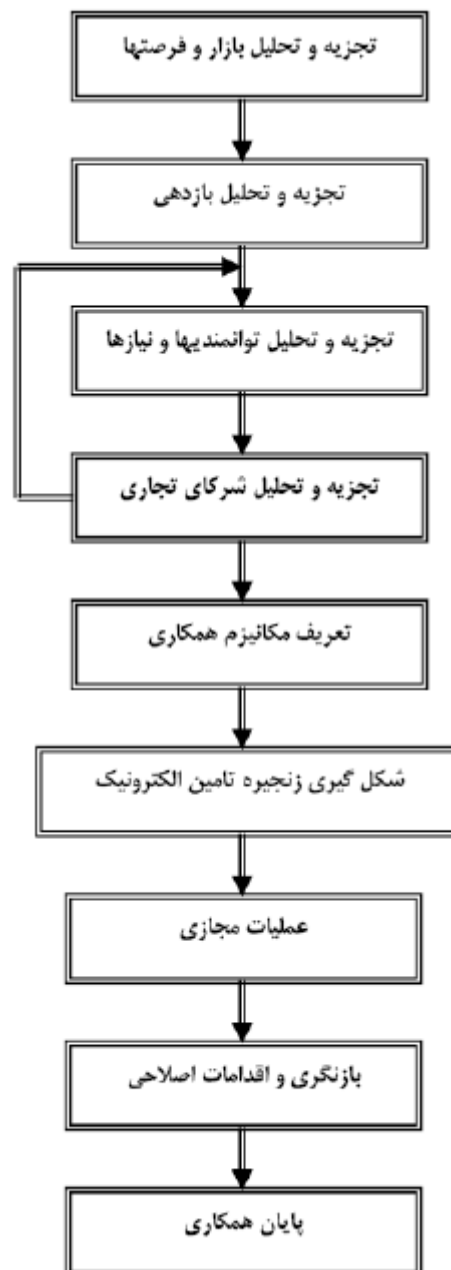 تجزیه و تحلیل بازار و فرصتها
تجزیه و تحلیل بازدهی
تجزیه و تحلیل توانمندیها و نیازها
تجزیه و تحلیل شرکای تجاری
تعریف مکانیزم همکاری
شکل گیری زنجیره تامین الکترونیک
عملیات مجازی
بازنگری و اقدامات اصلاحی
پایان همکاری